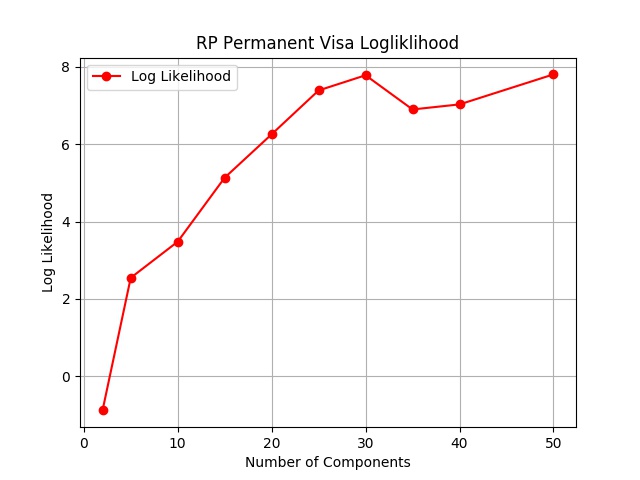 RP Permanent Visa Logliklihood
Log Likelihood
8
6
4
2
0
Log Likelihood
0 10 20 30 40 50
Number of Components